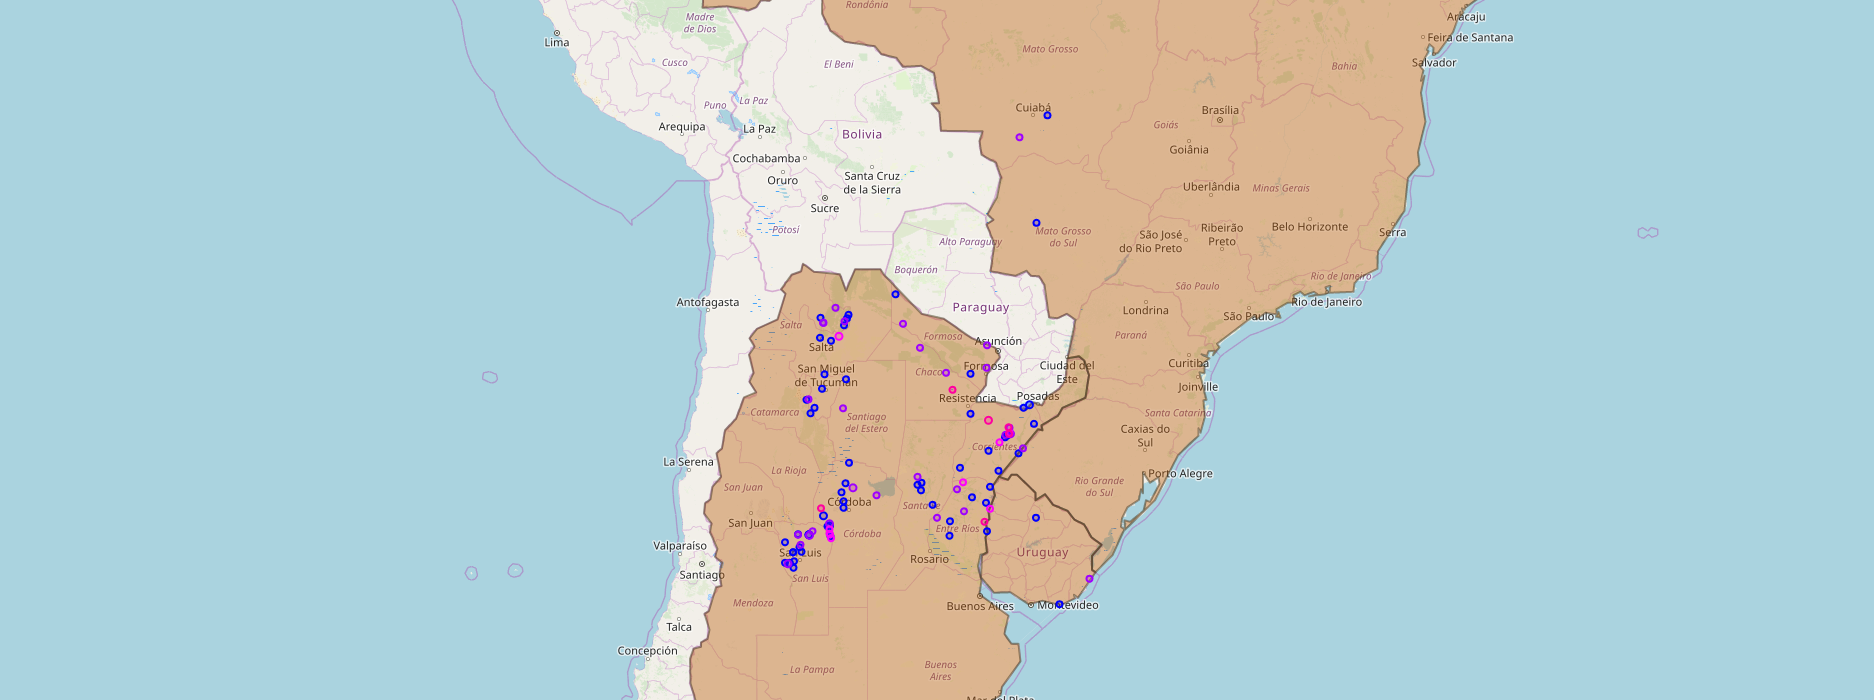 Rondônia
Aracaju
Madre
de Dios
Feira de Santana
Lima
Mato Grosso
Cusco
El Beni
Bahia
Salvador
Puno
La Paz
Cuiabá
Brasília
Arequipa
La Paz
Bolivia
Goiás
Goiânia
Cochabamba
Oruro
Santa Cruz
de la Sierra
Uberlândia
Minas Gerais
Sucre
Potosí
Alto Paraguay
Mato Grosso
do Sul
São José
do Rio Preto
Ribeirão
Preto
Belo Horizonte
Serra
Boquerón
Rio de Janeiro
São Paulo
Antofagasta
Paraguay
Londrina
Rio de Janeiro
São Paulo
Salta
Salta
Formosa
Asunción
Paraná
San Miguel
de Tucumán
Chaco
Formosa
Ciudad del
Este
Curitiba
Joinville
Resistencia
Posadas
Catamarca
Santiago
del Estero
Santa Catarina
Caxias do
Sul
Corrientes
La Serena
La Rioja
Porto Alegre
San Juan
Rio Grande
do Sul
Córdoba
Santa Fe
San Juan
Entre Ríos
Córdoba
Valparaíso
San Luis
Rosario
Uruguay
Santiago
San Luis
Mendoza
Buenos Aires
Montevideo
Talca
Concepción
La Pampa
Buenos
Aires
Mar del Plata